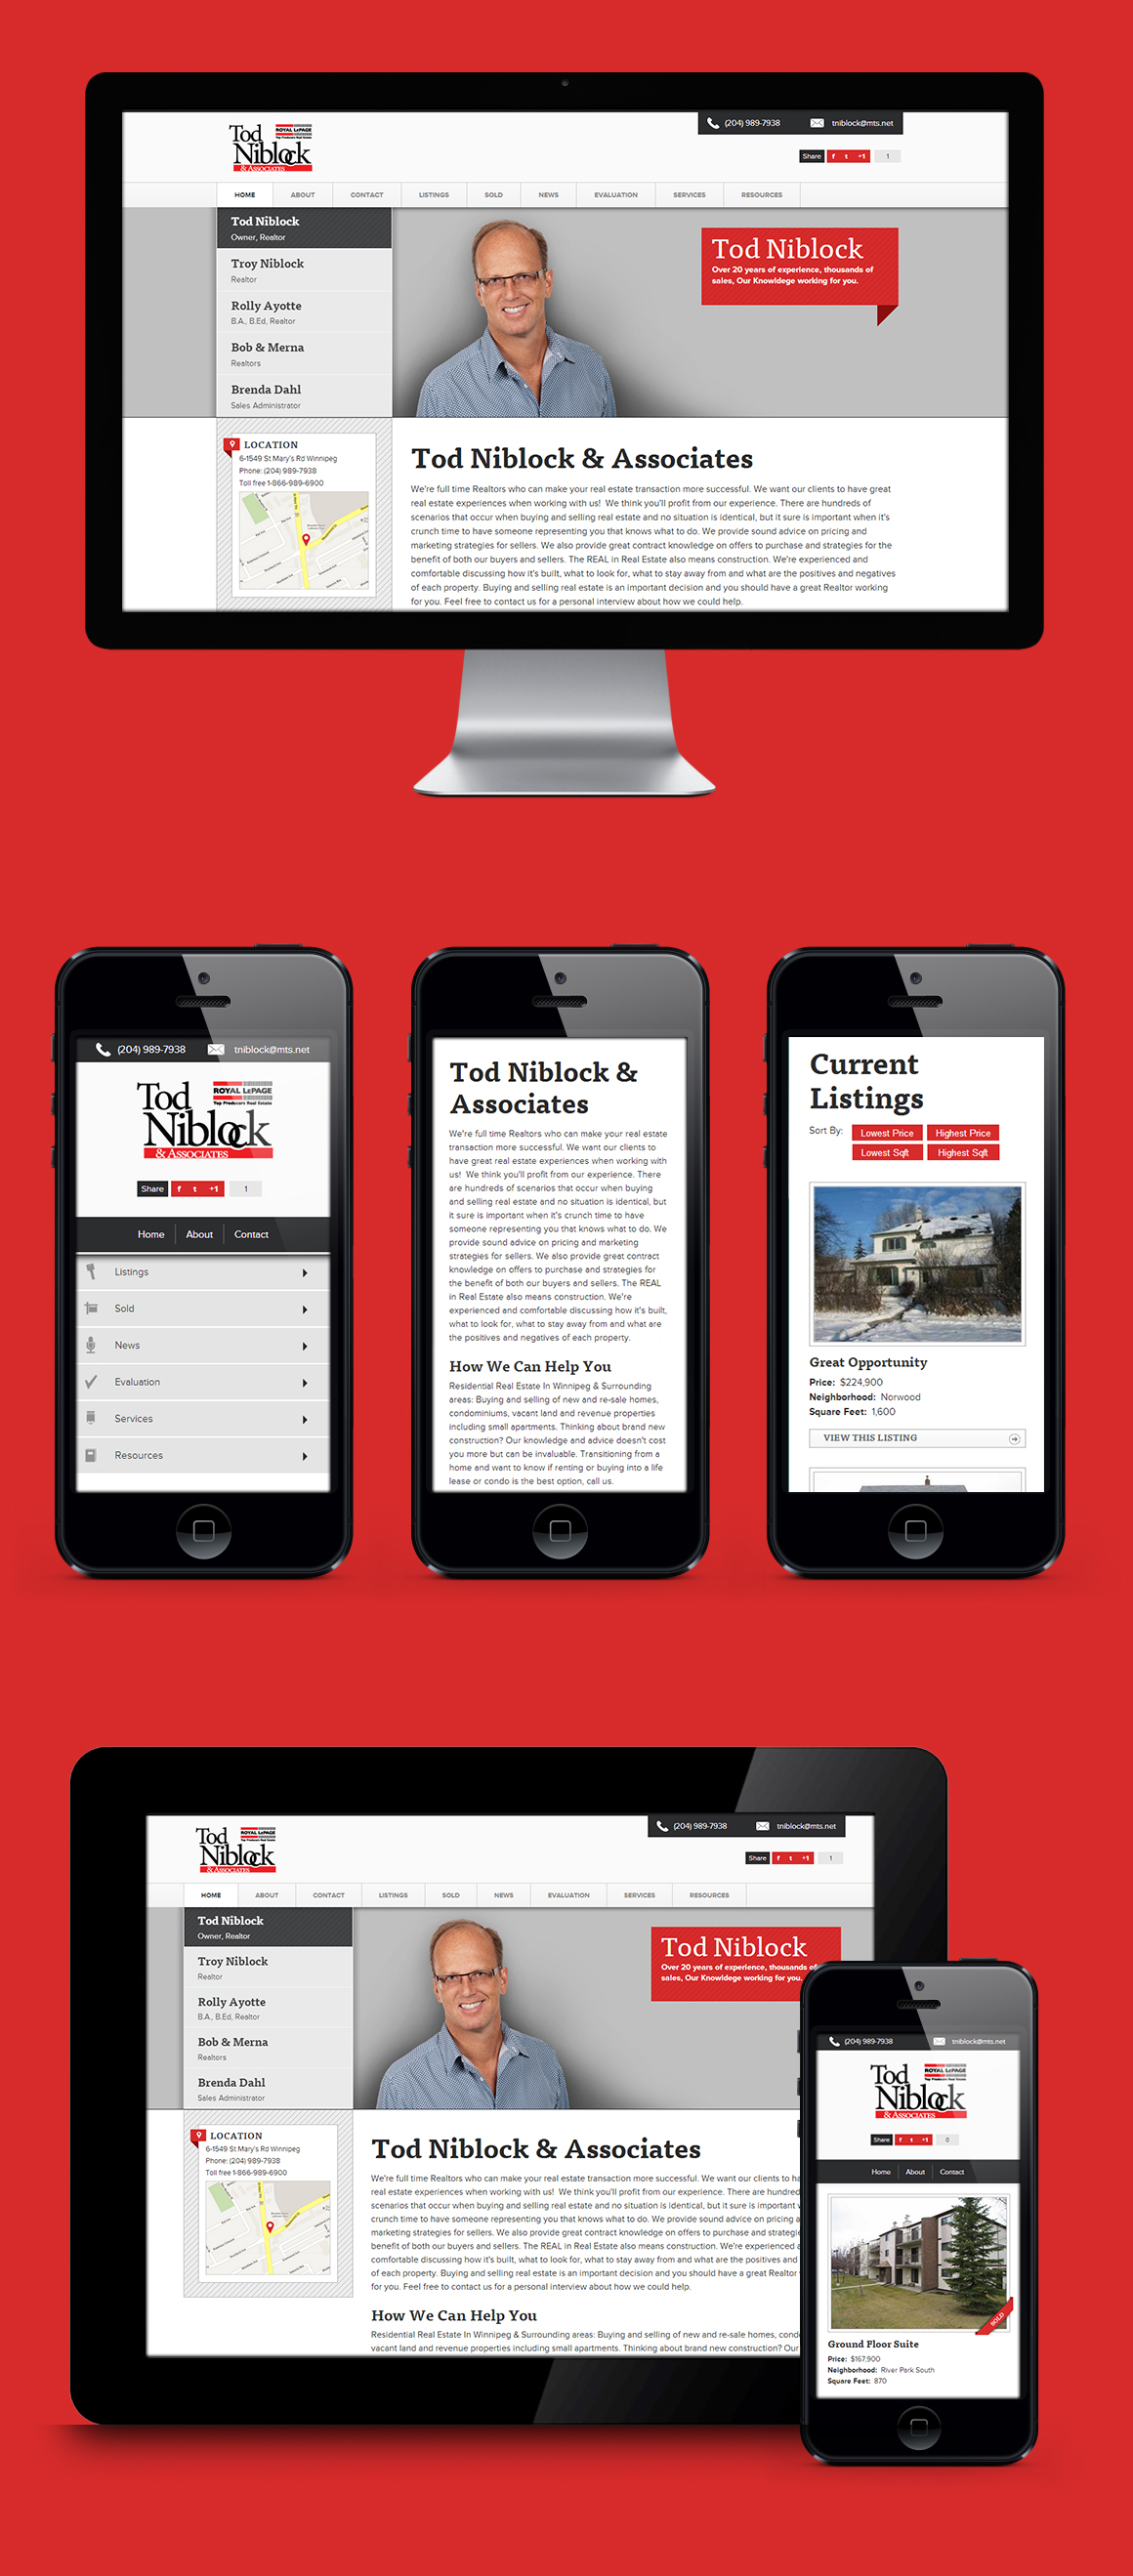 (204) 989-7938 tniblock@mts.net
Tod
Niblock
& ASSOCIATES
ROYAL LEPAGE
Top Producers Real Estate
Share f t +1 1
HOME ABOUT CONTACT LISTINGS SOLD NEWS EVALUATION SERVICES RESOURCES
Tod Niblock
Owner, Realtor
Troy Niblock
Realtor
Rolly Ayotte
B.A., B.Ed, Realtor
Bob & Merna
Realtors
Brenda Dahl
Sales Administrator
Tod Niblock
Over 20 years of experience, thousands of
sales, Our Knowldege working for you.
LOCATION
6-1549 St Mary's Rd Winnipeg
Phone: (204) 989-7938
Toll free 1-866-989-6900
Tod Niblock & Associates
We're full time Realtors who can make your real estate transaction more successful. We want our clients to have great
real estate experiences when working with us! We think you'll profit from our experience. There are hundreds of
scenarios that occur when buying and selling real estate and no situation is identical, but it sure is important when it's
crunch time to have someone representing you that knows what to do. We provide sound advice on pricing and
marketing strategies for sellers. We also provide great contract knowledge on offers to purchase and strategies for the
benefit of both our buyers and sellers. The REAL in Real Estate also means construction. We're experienced and
comfortable discussing how it's built, what to look for, what to stay away from and what are the positives and negatives
of each property. Buying and selling real estate is an important decision and you should have a great Realtor working
for you. Feel free to contact us for a personal interview about how we could help.
(204) 989-7938 tniblock@mts.net
Tod
Niblock
& ASSOCIATES
ROYAL LEPAGE
Top Producers Real Estate
Share f t +1 1
Home About Contact
Listings
Sold
News
Evaluation
Services
Resources
Tod Niblock &
Associates
We're full time Realtors who can make your real estate
transaction more successful. We want our clients to
have great real estate experiences when working with
us! We think you'll profit from our experience. There
are hundreds of scenarios that occur when buying
and selling real estate and no situation is identical, but
it sure is important when it's crunch time to have
someone representing you that knows what to do. We
provide sound advice on pricing and marketing
strategies for sellers. We also provide great contract
knowledge on offers to purchase and strategies for
the benefit of both our buyers and sellers. The REAL
in Real Estate also means construction. We're
experienced and comfortable discussing how it's built,
what to look for, what to stay away from and what are
the positives and negatives of each property.
How We Can Help You
Residential Real Estate In Winnipeg & Surrounding
areas: Buying and selling of new and re-sale homes,
condominiums, vacant land and revenue properties
including small apartments. Thinking about brand new
construction? Our knowledge and advice doesn't cost
you more but can be invaluable. Transitioning from a
home and want to know if renting or buying into a life
lease or condo is the best option, call us.
Current
Listings
Sort By: Lowest Price Highest Price
Lowest Sqft Highest Sqft
Great Opportunity
Price: $224,900
Neighborhood: Norwood
Square Feet: 1,600
VIEW THIS LISTING
(204) 989-7938 tniblock@mts.net
Tod
Niblock
& ASSOCIATES
ROYAL LEPAGE
Top Producers Real Estate
Share f t +1 1
HOME ABOUT CONTACT LISTINGS SOLD NEWS EVALUATION SERVICES RESOURCES
Tod Niblock
Owner, Realtor
Troy Niblock
Realtor
Rolly Ayotte
B.A., B.Ed, Realtor
Bob & Merna
Realtors
Brenda Dahl
Sales Administrator
Tod Niblock
Over 20 years of experience, thousands of
sales, Our Knowldege working for you.
LOCATION
6-1549 St Mary's Rd Winnipeg
Phone: (204) 989-7938
Toll free 1-866-989-6900
Tod Niblock & Associates
We're full time Realtors who can make your real estate transaction more successful. We want our clients to ha
real estate experiences when working with us! We think you'll profit from our experience. There are hundred
scenarios that occur when buying and selling real estate and no situation is identical, but it sure is important
crunch time to have someone representing you that knows what to do. We provide sound advice on pricing a
marketing strategies for sellers. We also provide great contract knowledge on offers to purchase and strategie
benefit of both our buyers and sellers. The REAL in Real Estate also means construction. We're experienced a
comfortable discussing how it's built, what to look for, what to stay away from and what are the positives and
of each property. Buying and selling real estate is an important decision and you should have a great Realtor
for you. Feel free to contact us for a personal interview about how we could help.
How We Can Help You
Residential Real Estate In Winnipeg & Surrounding areas: Buying and selling of new and re-sale homes, cond
vacant land and revenue properties including small apartments. Thinking about brand new construction? Our
(204) 989-7938 tniblock@mts.net
Tod
Niblock
& ASSOCIATES
ROYAL LEPAGE
Top Producers Real Estate
Share f t +1 0
Home About Contact
SOLD
Ground Floor Suite
Price: $167,900
Neighborhood: River Park South
Square Feet: 870